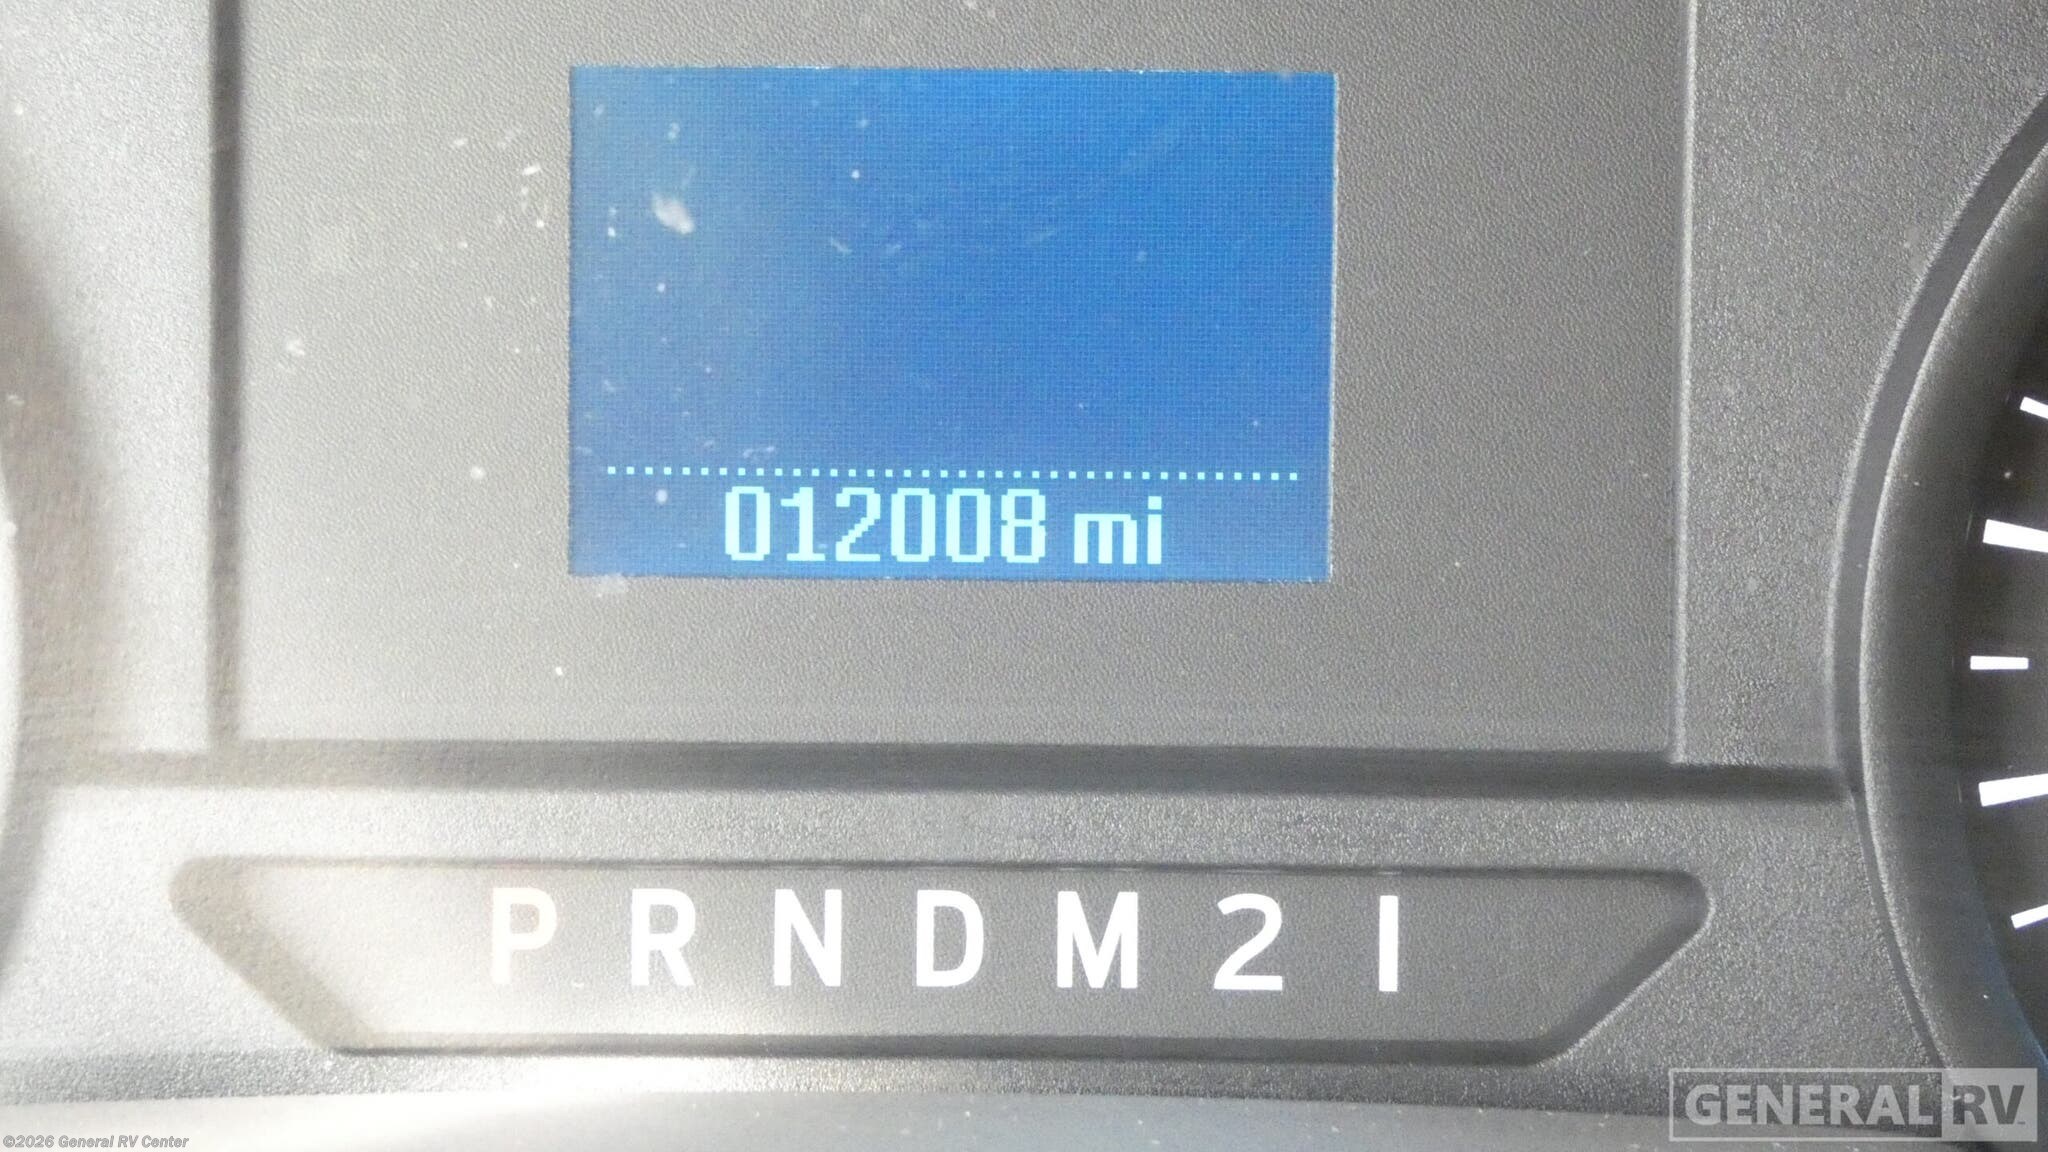 012008 mi
P R N D M 2 1
GENERAL RV
©2026 General RV Center